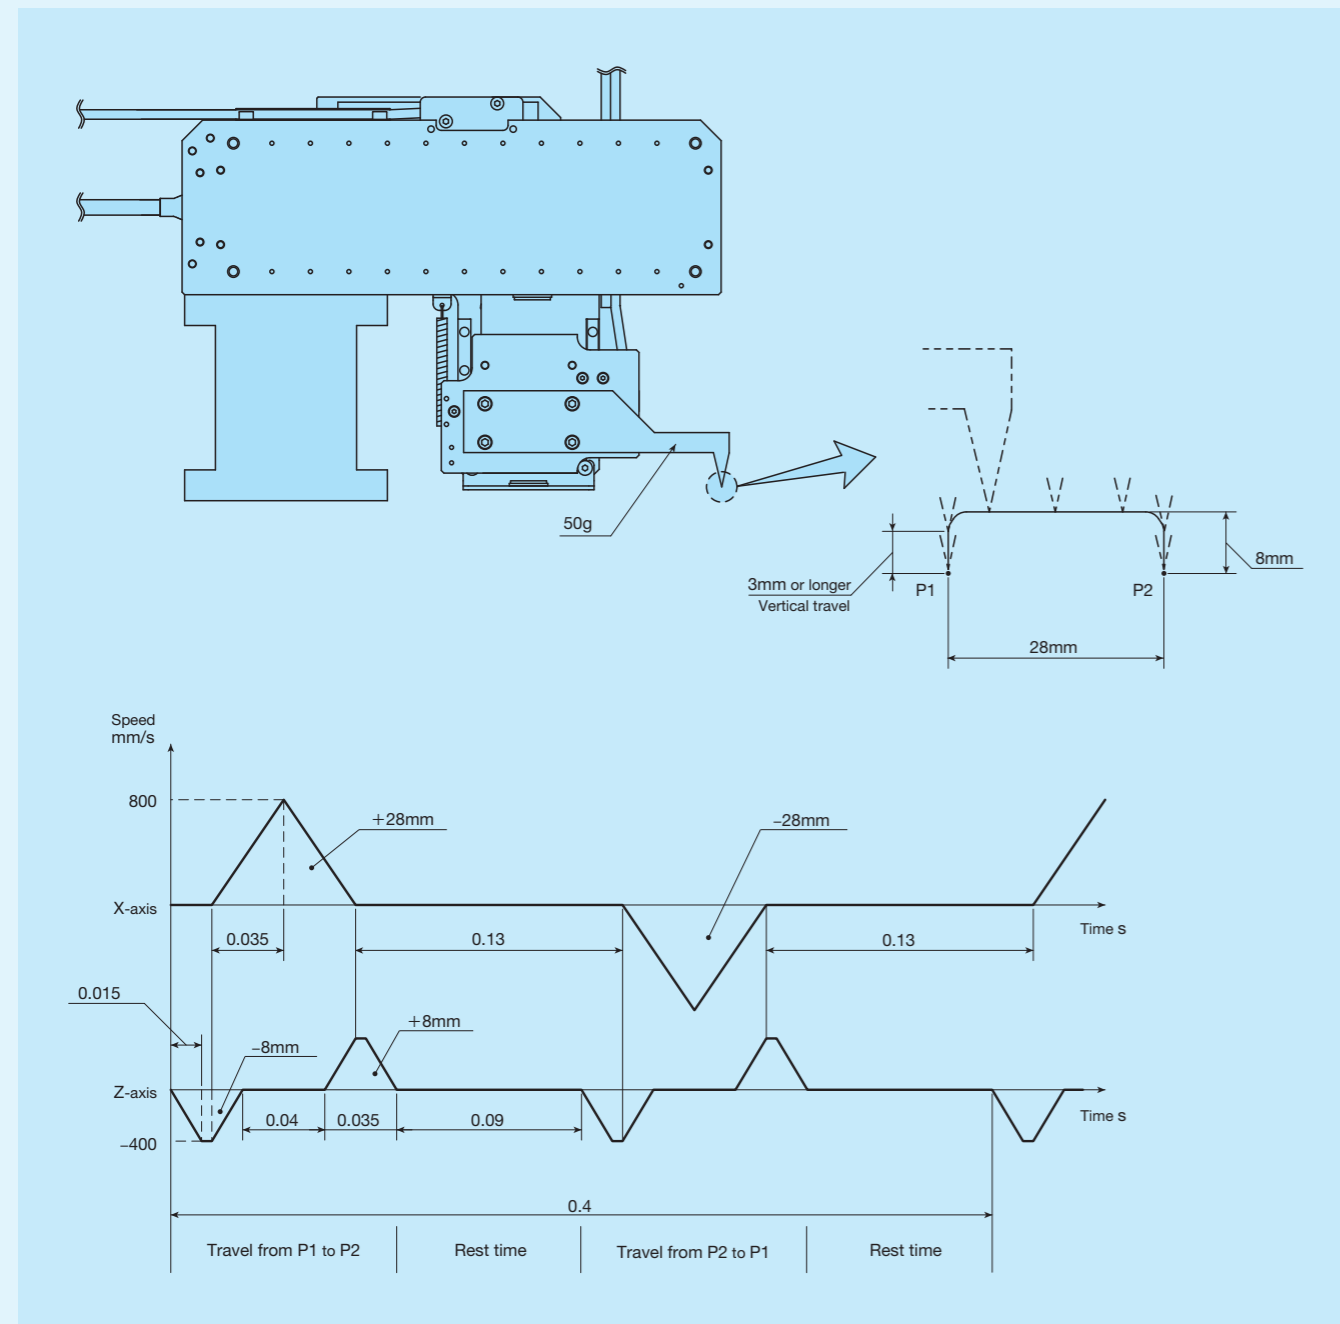 50g
3mm or longer
Vertical travel
P1
P2
8mm
28mm
Speed
mm/s
800
+28mm
−28mm
X-axis
Time s
0.035
0.13
0.13
0.015
+8mm
−8mm
Z-axis
Time s
0.04
0.035
0.09
−400
0.4
Travel from P1 to P2
Rest time
Travel from P2 to P1
Rest time